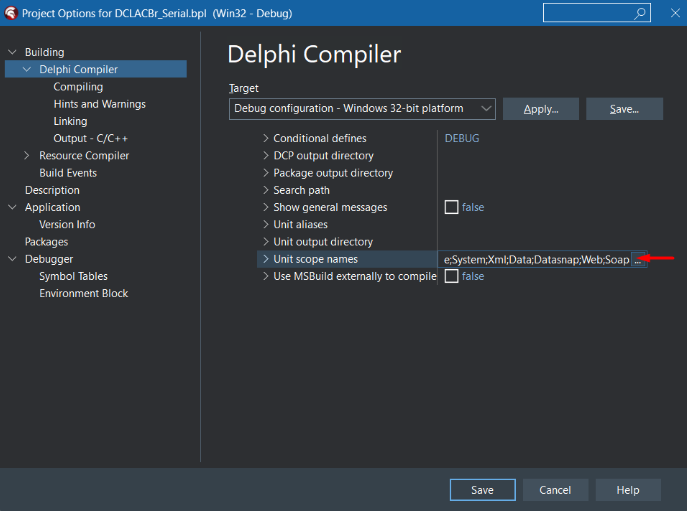 Project Options for DCLACBr_Serial.bpl (Win32 - Debug)
Building
Delphi Compiler
Compiling
Hints and Warnings
Linking
Output - C/C++
Resource Compiler
Build Events
Description
Application
Version Info
Packages
Debugger
Symbol Tables
Environment Block
Delphi Compiler
Target
Debug configuration - Windows 32-bit platform
Apply...
Save...
Conditional defines DEBUG
DCP output directory
Package output directory
Search path
Show general messages false
Unit aliases
Unit output directory
Unit scope names e;System;Xml;Data;Datasnap;Web;Soap ...
Use MSBuild externally to compile false
Save
Cancel
Help